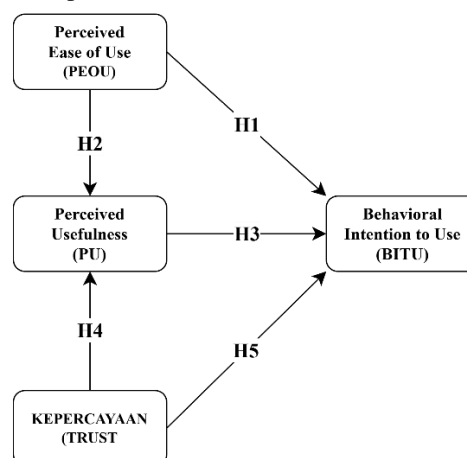 Perceived
Ease of Use
(PEOU)
H1
H2
Perceived
Usefulness
(PU)
H3
Behavioral
Intention to Use
(BITU)
H4
H5
KEPERCAYAAN
(TRUST